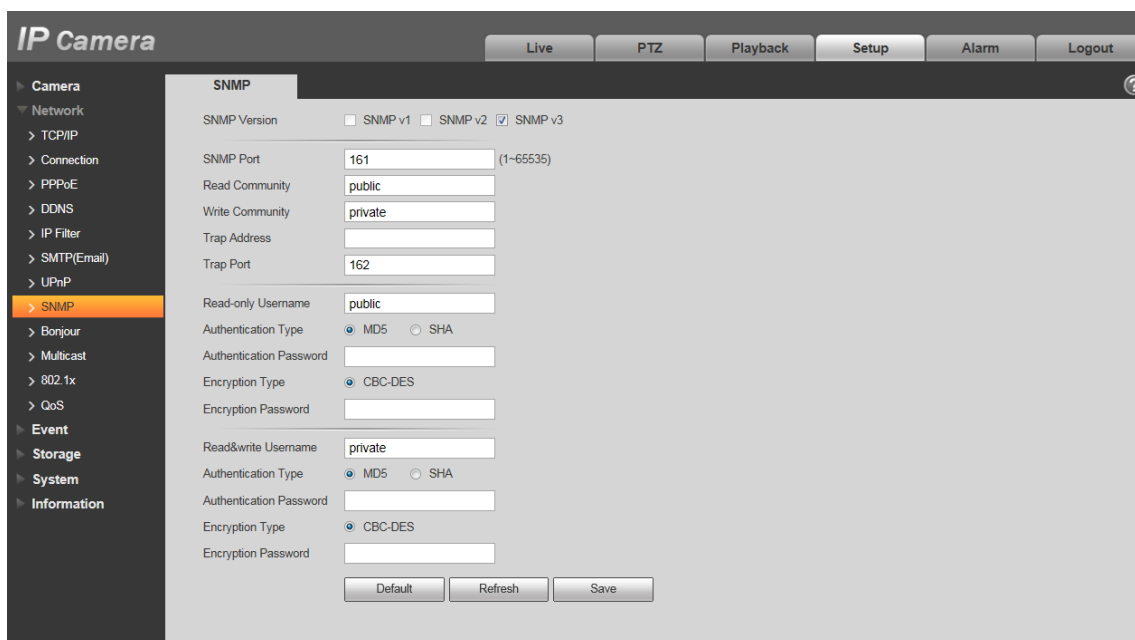 IP Camera
Live PTZ Playback Setup Alarm Logout
Camera
Network
TCP/IP
Connection
PPPoE
DDNS
IP Filter
SMTP(Email)
UPnP
SNMP
Bonjour
Multicast
802.1x
QoS
Event
Storage
System
Information
SNMP
?
SNMP Version SNMP v1 SNMP v2 SNMP v3
SNMP Port 161 (1~65535)
Read Community public
Write Community private
Trap Address
Trap Port 162
Read-only Username public
Authentication Type MD5 SHA
Authentication Password
Encryption Type CBC-DES
Encryption Password
Read&write Username private
Authentication Type MD5 SHA
Authentication Password
Encryption Type CBC-DES
Encryption Password
Default Refresh Save